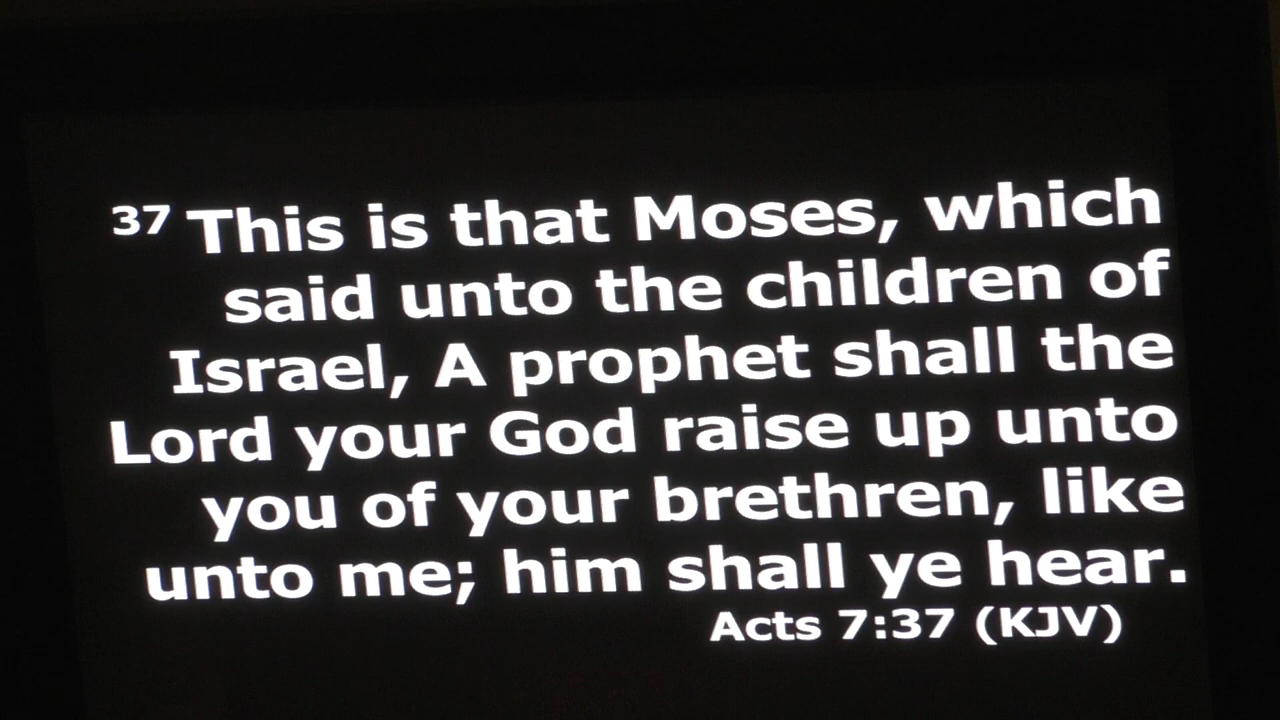 37 This is that Moses, which
said unto the children of
Israel, A prophet shall the
Lord your God raise up unto
you of your brethren, like
unto me; him shall ye hear.
Acts 7:37 (KJV)